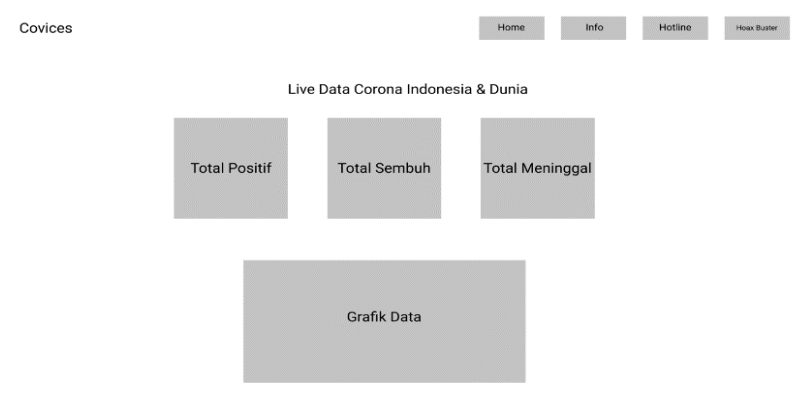 Covices
Home
Info
Hotline
Hoax Buster
Live Data Corona Indonesia & Dunia
Total Positif
Total Sembuh
Total Meninggal
Grafik Data